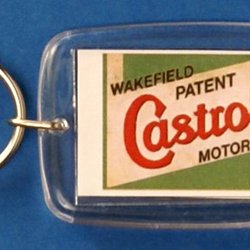 WAKEFIELD
PATENT
Castro
MOTOR